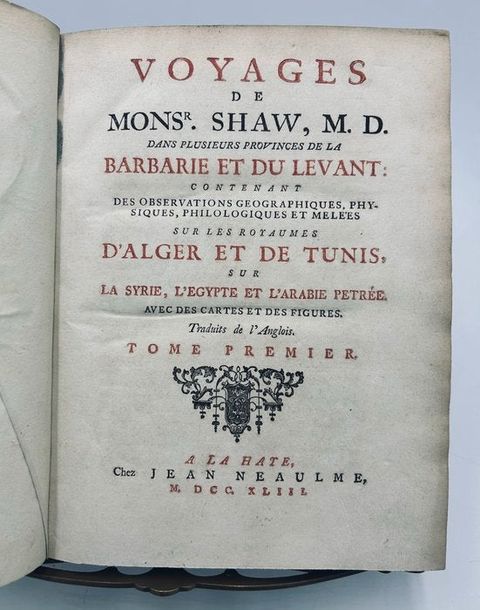 VOYAGES
DE
MONSR. SHAW, M. D.
DANS PLUSIEURS PROVINCES DE LA
BARBARIE ET DU LEVANT:
CONTENANT
DES OBSERVATIONS GEOGRAPHIQUES, PHY-
SIQUES, PHILOLOGIQUES ET MELE'ES
SUR LES ROYAUMES
D'ALGER ET DE TUNIS,
SUR
LA SYRIE, L'EGYPTE ET L'ARABIE PETRÉE.
AVEC DES CARTES ET DES FIGURES.
Traduits de l'Anglois.
TOME PREMIER.
A LA HAYE,
Chez JEAN NEAULME,
M. DCC. XLIII.